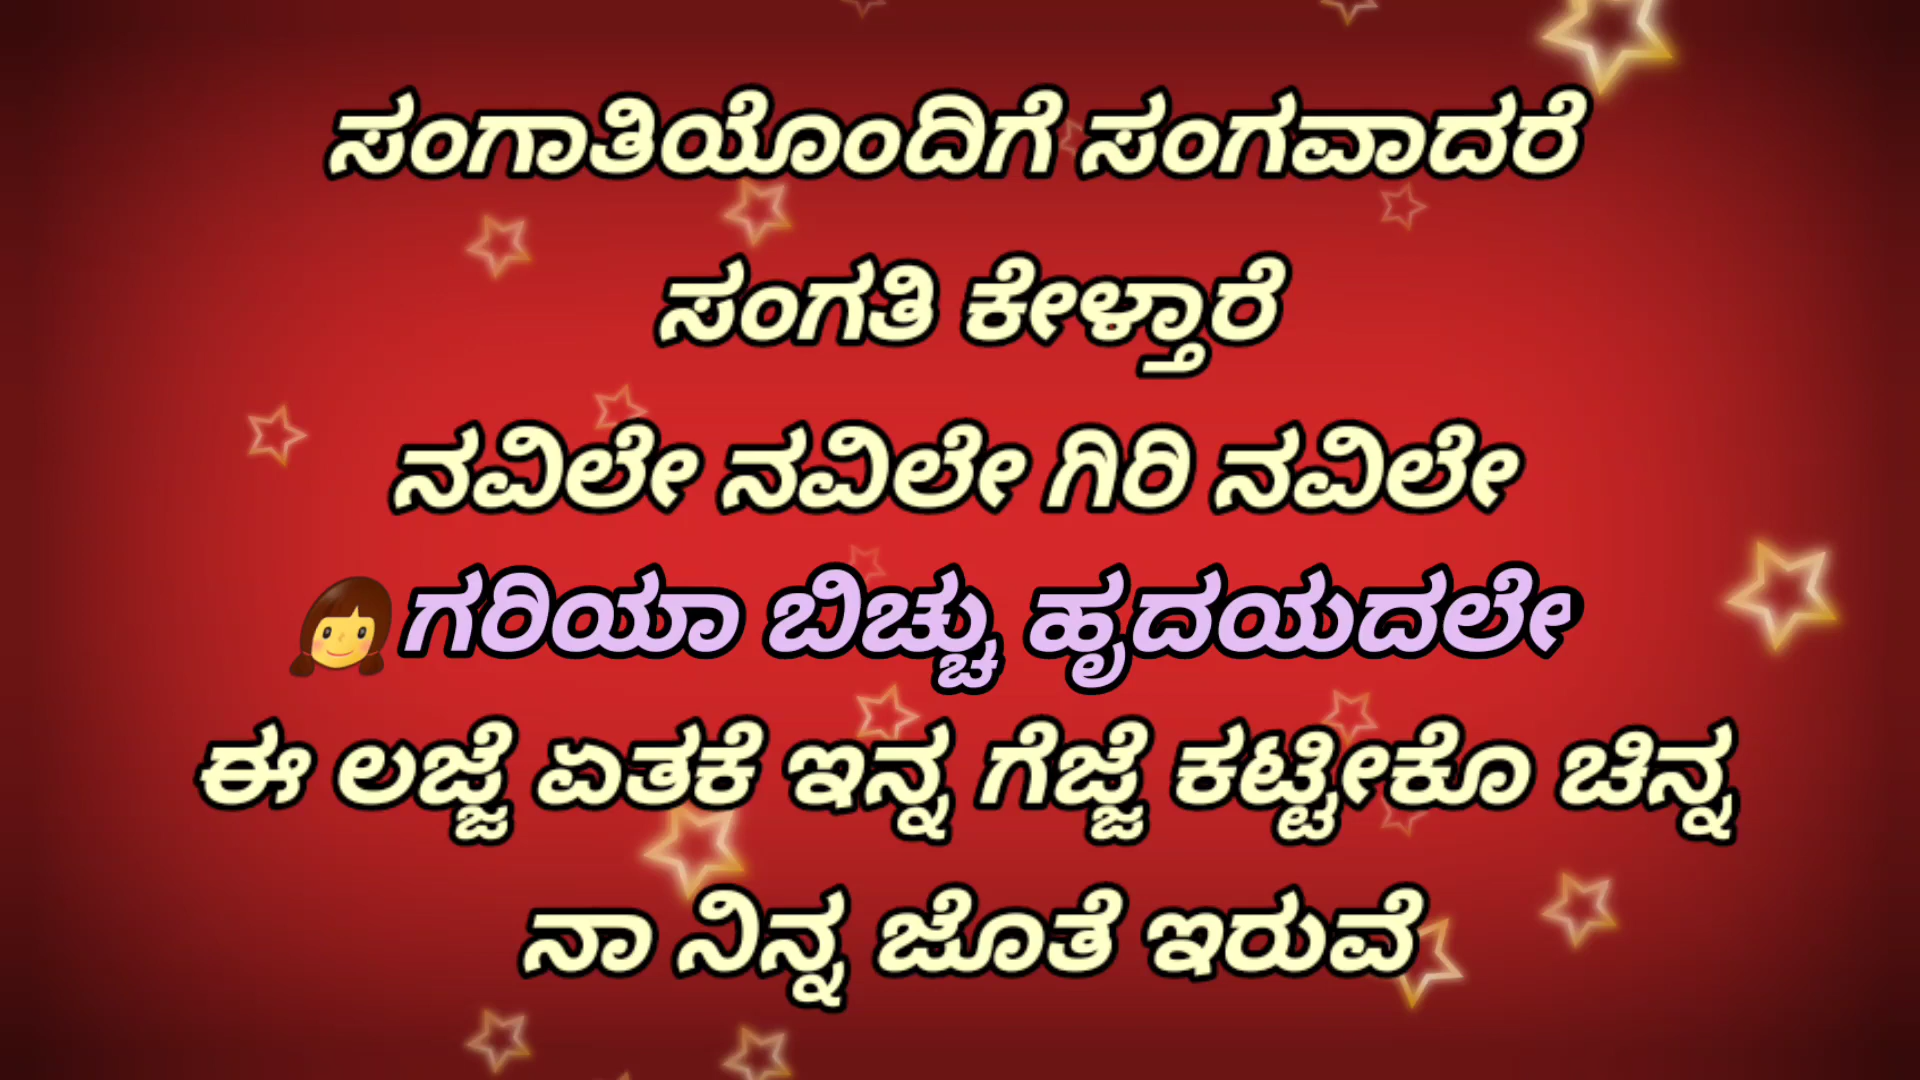 ಸಂಗಾತಿಯೊಂದಿಗೆ ಸಂಗವಾದರೆ
ಸಂಗತಿ ಕೇಳ್ತಾರೆ
ನವಿಲೇ ನವಿಲೇ ಗಿರಿ ನವಿಲೇ
👩ಗರಿಯಾ ಬಿಚ್ಚು ಹೃದಯದಲೇ
ಈ ಲಜ್ಜೆ ಏತಕೆ ಇನ್ನ ಗೆಜ್ಜೆ ಕಟ್ಟೀಕೊ ಚಿನ್ನ
ನಾ ನಿನ್ನ ಜೊತೆ ಇರುವೆ